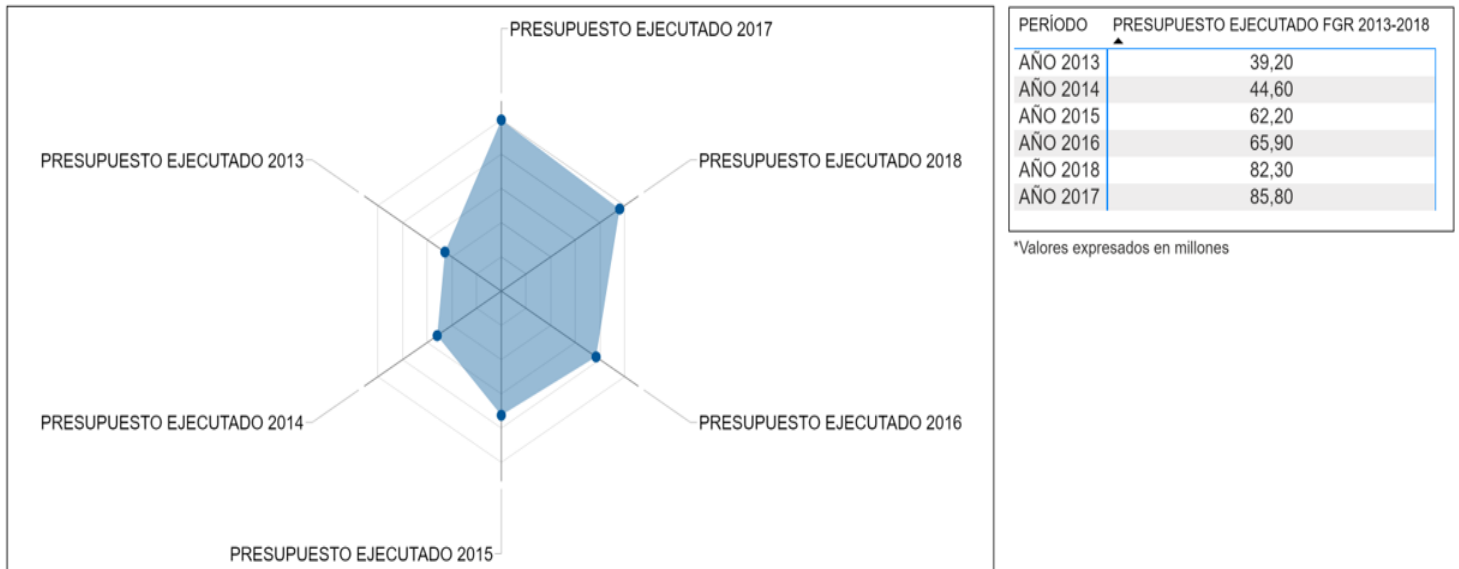 PRESUPUESTO EJECUTADO 2017
PRESUPUESTO EJECUTADO 2013
PRESUPUESTO EJECUTADO 2018
PRESUPUESTO EJECUTADO 2014
PRESUPUESTO EJECUTADO 2016
PRESUPUESTO EJECUTADO 2015
PERÍODO PRESUPUESTO EJECUTADO FGR 2013-2018
AÑO 2013 39,20
AÑO 2014 44,60
AÑO 2015 62,20
AÑO 2016 65,90
AÑO 2018 82,30
AÑO 2017 85,80
*Valores expresados en millones